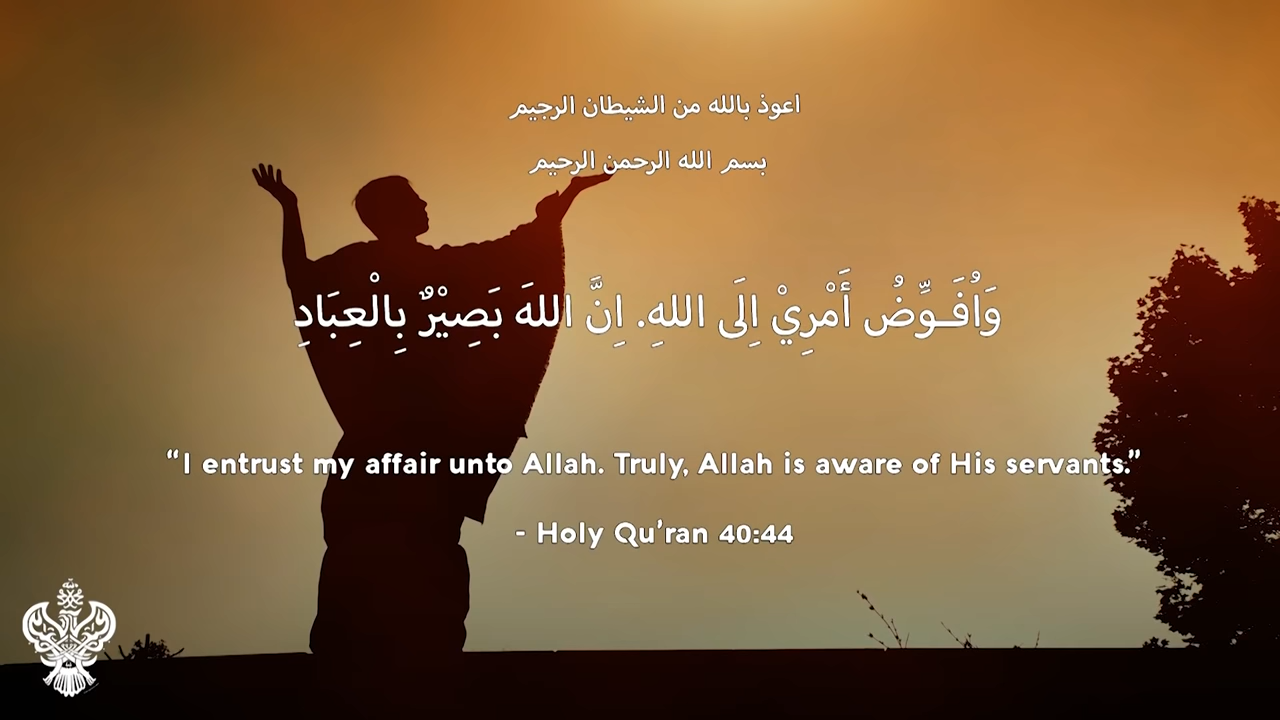 اعوذ بالله من الشيطان الرجيم
بسم الله الرحمن الرحيم
وَاُفَـوِّضُ أَمْرِيْ اِلَى اللهِ. اِنَّ اللهَ بَصِيْرٌ بِالْعِبَادِ
“I entrust my affair unto Allah. Truly, Allah is aware of His servants.”
- Holy Qu’ran 40:44